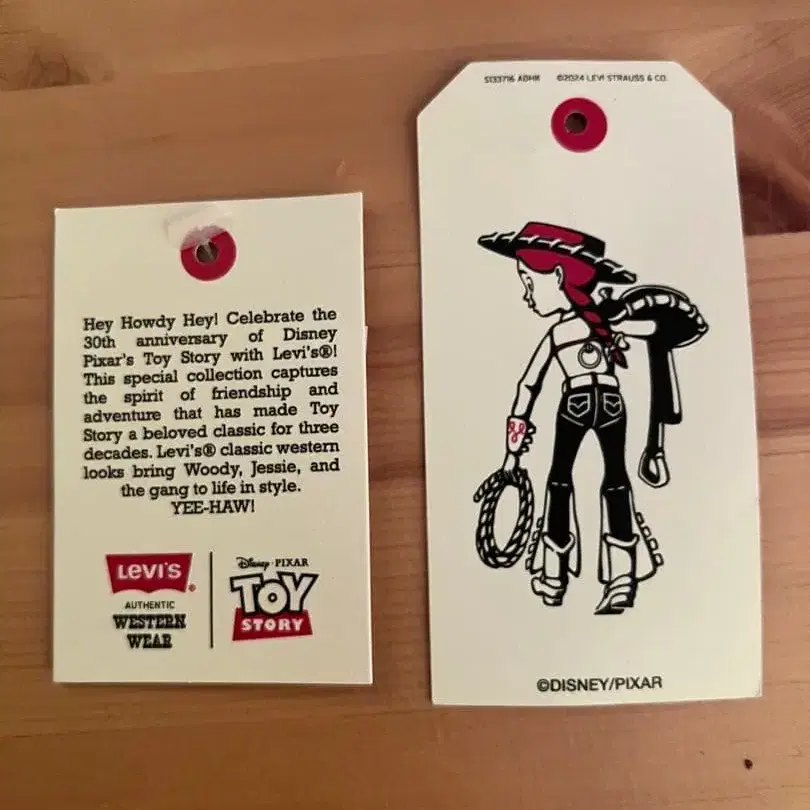 Hey Howdy Hey! Celebrate the
30th anniversary of Disney
Pixar's Toy Story with Levi's®!
This special collection captures
the spirit of friendship and
adventure that has made Toy
Story a beloved classic for three
decades. Levi's® classic western
looks bring Woody, Jessie, and
the gang to life in style.
YEE-HAW!
LEVI'S®
AUTHENTIC
WESTERN
WEAR
Disney · PIXAR
TOY
STORY
S133716 ADHM ©2024 LEVI STRAUSS & CO.
©DISNEY/PIXAR